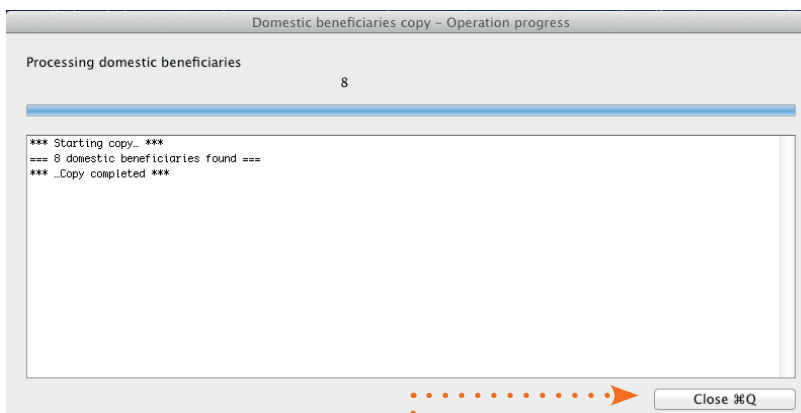 Domestic beneficiaries copy – Operation progress
Processing domestic beneficiaries
8
*** Starting copy… ***
=== 8 domestic beneficiaries found ===
*** …Copy completed ***
Close ⌘Q